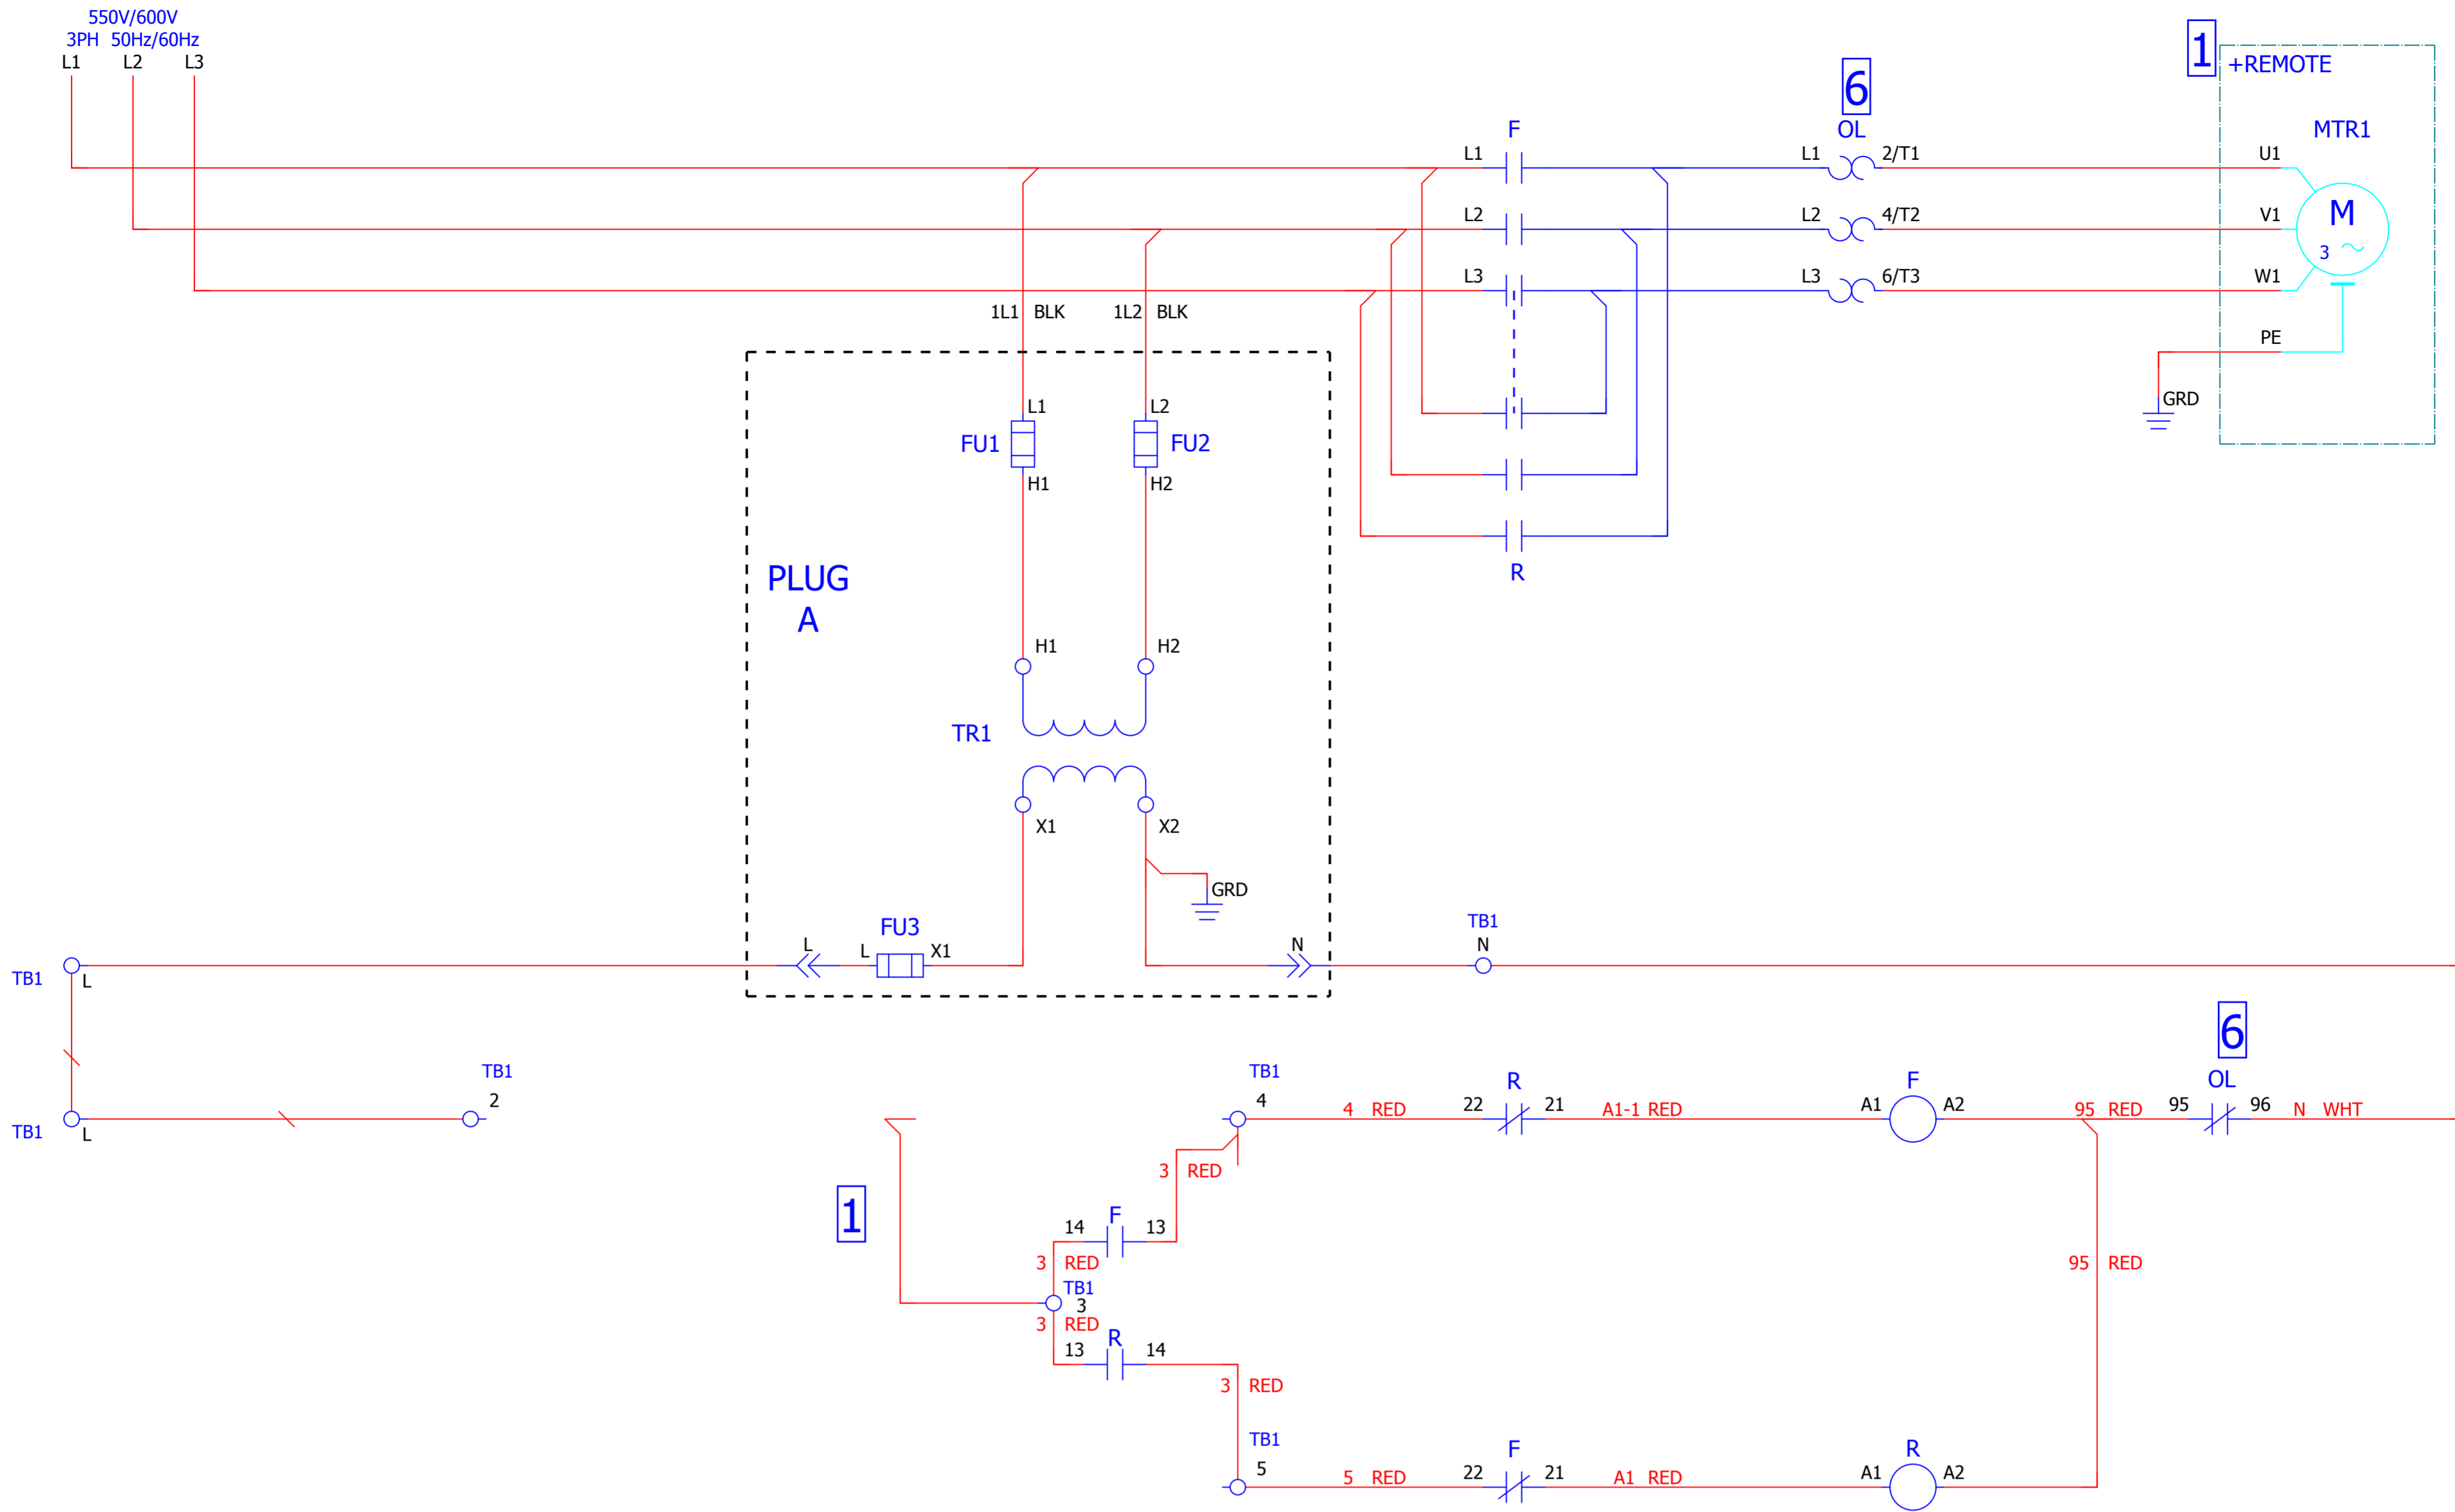 550V/600V
3PH 50Hz/60Hz
L1 L2 L3
1
+REMOTE
6
OL
F
MTR1
L1 L1 2/T1 U1
L2 L2 4/T2 V1
M
3
L3 L3 6/T3 W1
1L1 BLK 1L2 BLK
PE
GRD
L1 L2
FU1 FU2
H1 H2
R
PLUG
A
H1 H2
TR1
X1 X2
GRD
FU3
L L X1 N
TB1
N
TB1
L
6
TB1 TB1
2 4
R F OL
4 RED 22 21 A1-1 RED A1 A2 95 RED 95 96 N WHT
TB1
L
3 RED
1
F
14 13
3 RED
95 RED
TB1
3
3 RED
R
13 14
3 RED
TB1
5
F R
5 RED 22 21 A1 RED A1 A2